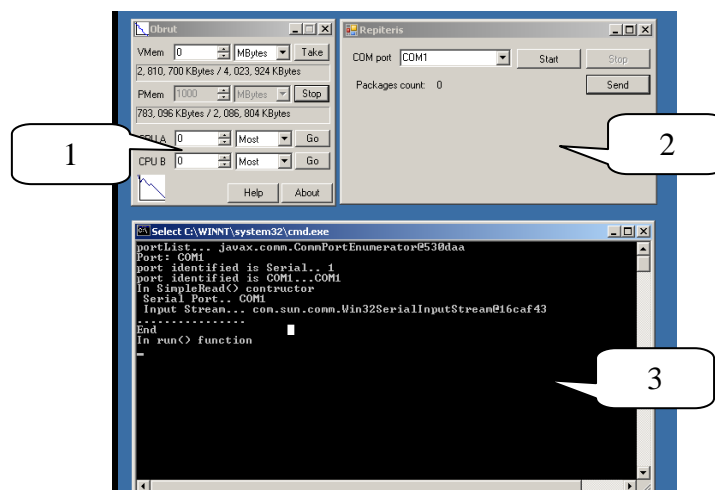 Obrut
VMem 0 MBytes Take
2, 810, 700 KBytes / 4, 023, 924 KBytes
PMem 1000 MBytes Stop
783, 096 KBytes / 2, 086, 804 KBytes
CPU A 0 Most Go
CPU B 0 Most Go
Help About
1
Repiteris
COM port COM1 Start Stop
Packages count: 0 Send
2
Select C:\WINNT\system32\cmd.exe
portList... javax.comm.CommPortEnumerator@530daa
Port: COM1
port identified is Serial.. 1
port identified is COM1...COM1
In SimpleRead() contructor
Serial Port.. COM1
Input Stream... com.sun.comm.Win32SerialInputStream@16caf43
................
End
In run() function
3